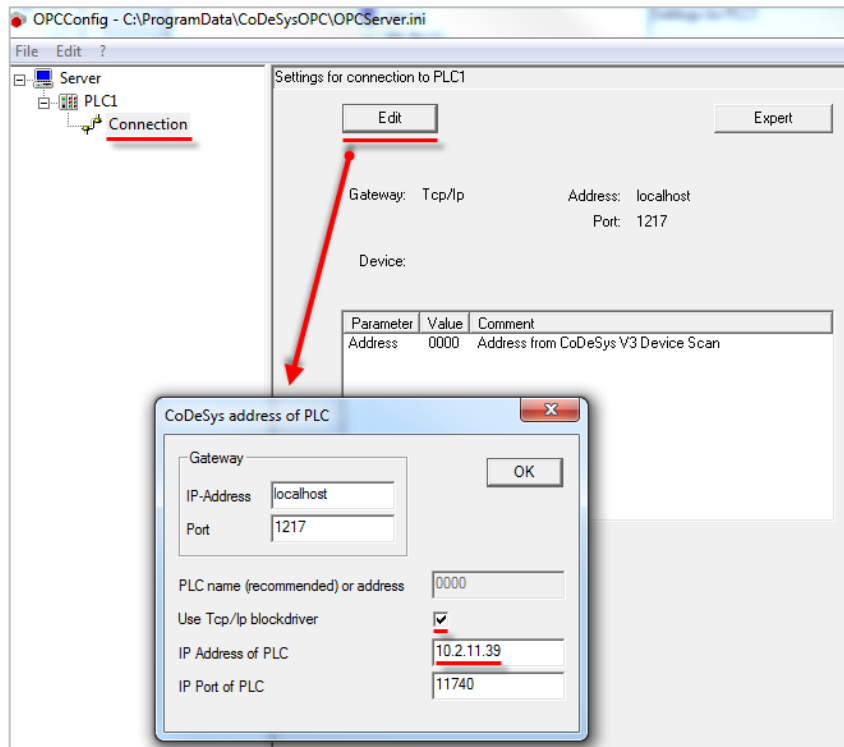 OPCConfig - C:\ProgramData\CoDeSysOPC\OPCServer.ini
File Edit ?
Server
PLC1
Connection
Settings for connection to PLC1
Edit
Expert
Gateway: Tcp/Ip
Address: localhost
Port: 1217
Device:
Parameter Value Comment
Address 0000 Address from CoDeSys V3 Device Scan
CoDeSys address of PLC
Gateway
OK
IP-Address localhost
Port 1217
PLC name (recommended) or address 0000
Use Tcp/Ip blockdriver
IP Address of PLC 10.2.11.39
IP Port of PLC 11740